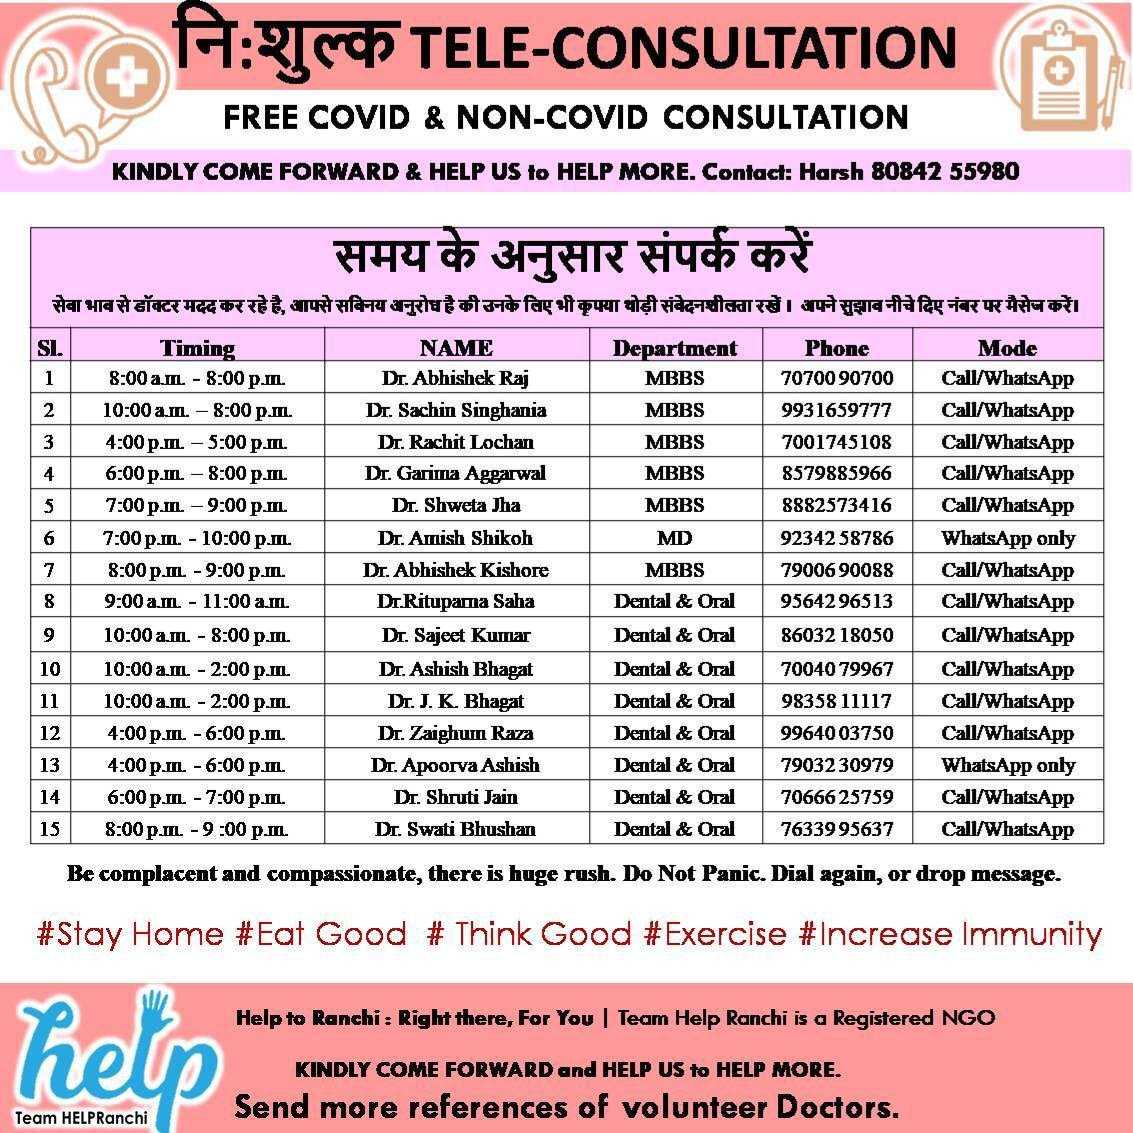 नि:शुल्क TELE-CONSULTATION
FREE COVID & NON-COVID CONSULTATION
KINDLY COME FORWARD & HELP US to HELP MORE. Contact: Harsh 80842 55980
समय के अनुसार संपर्क करें
सेवा भाव से डॉक्टर मदद कर रहे है, आपसे सविनय अनुरोध है की उनके लिए भी कृपया थोड़ी संवेदनशीलता रखें। अपने सुझाव नीचे दिए नंबर पर मैसेज करें।
Sl. Timing NAME Department Phone Mode
1 8:00 a.m. - 8:00 p.m. Dr. Abhishek Raj MBBS 70700 90700 Call/WhatsApp
2 10:00 a.m. – 8:00 p.m. Dr. Sachin Singhania MBBS 9931659777 Call/WhatsApp
3 4:00 p.m. – 5:00 p.m. Dr. Rachit Lochan MBBS 7001745108 Call/WhatsApp
4 6:00 p.m. – 8:00 p.m. Dr. Garima Aggarwal MBBS 8579885966 Call/WhatsApp
5 7:00 p.m. – 9:00 p.m. Dr. Shweta Jha MBBS 8882573416 Call/WhatsApp
6 7:00 p.m. - 10:00 p.m. Dr. Amish Shikoh MD 92342 58786 WhatsApp only
7 8:00 p.m. - 9:00 p.m. Dr. Abhishek Kishore MBBS 79006 90088 Call/WhatsApp
8 9:00 a.m. - 11:00 a.m. Dr.Rituparna Saha Dental & Oral 95642 96513 Call/WhatsApp
9 10:00 a.m. - 8:00 p.m. Dr. Sajeet Kumar Dental & Oral 86032 18050 Call/WhatsApp
10 10:00 a.m. - 2:00 p.m. Dr. Ashish Bhagat Dental & Oral 70040 79967 Call/WhatsApp
11 10:00 a.m. - 2:00 p.m. Dr. J. K. Bhagat Dental & Oral 98358 11117 Call/WhatsApp
12 4:00 p.m. - 6:00 p.m. Dr. Zaighum Raza Dental & Oral 99640 03750 Call/WhatsApp
13 4:00 p.m. - 6:00 p.m. Dr. Apoorva Ashish Dental & Oral 79032 30979 WhatsApp only
14 6:00 p.m. - 7:00 p.m. Dr. Shruti Jain Dental & Oral 70666 25759 Call/WhatsApp
15 8:00 p.m. - 9 :00 p.m. Dr. Swati Bhushan Dental & Oral 76339 95637 Call/WhatsApp
Be complacent and compassionate, there is huge rush. Do Not Panic. Dial again, or drop message.
#Stay Home #Eat Good # Think Good #Exercise #Increase Immunity
help
Team HELPRanchi
Help to Ranchi : Right there, For You | Team Help Ranchi is a Registered NGO
KINDLY COME FORWARD and HELP US to HELP MORE.
Send more references of volunteer Doctors.